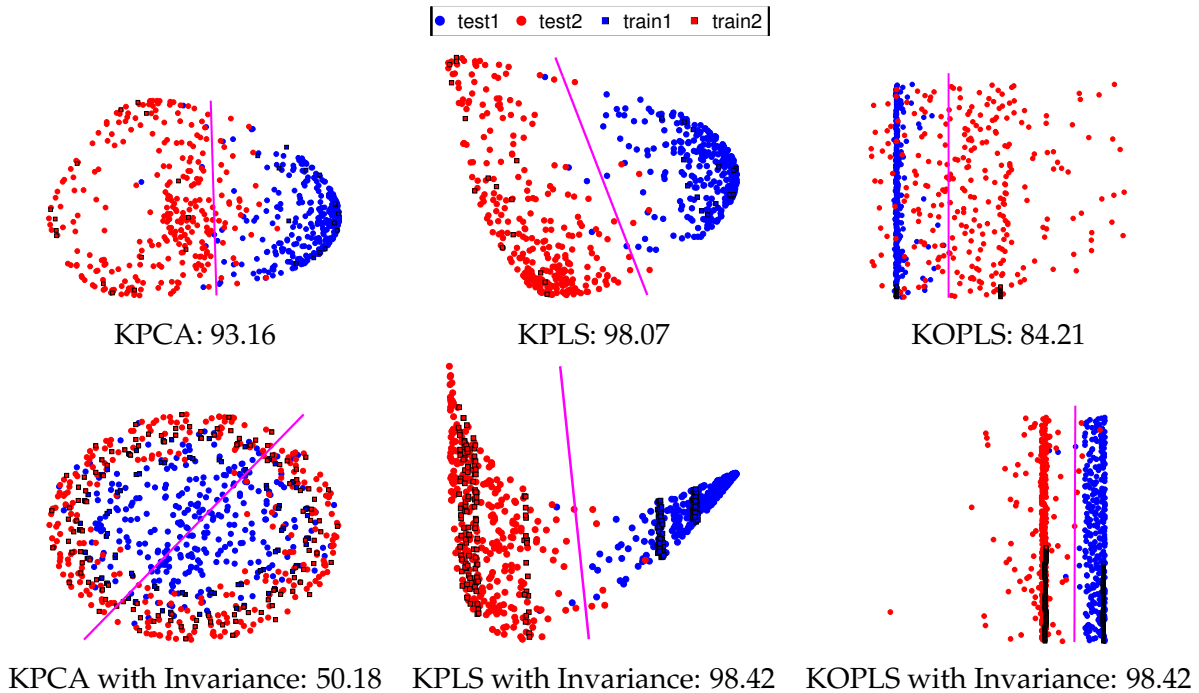 test1 test2 train1 train2
KPCA: 93.16 KPLS: 98.07 KOPLS: 84.21
KPCA with Invariance: 50.18 KPLS with Invariance: 98.42 KOPLS with Invariance: 98.42